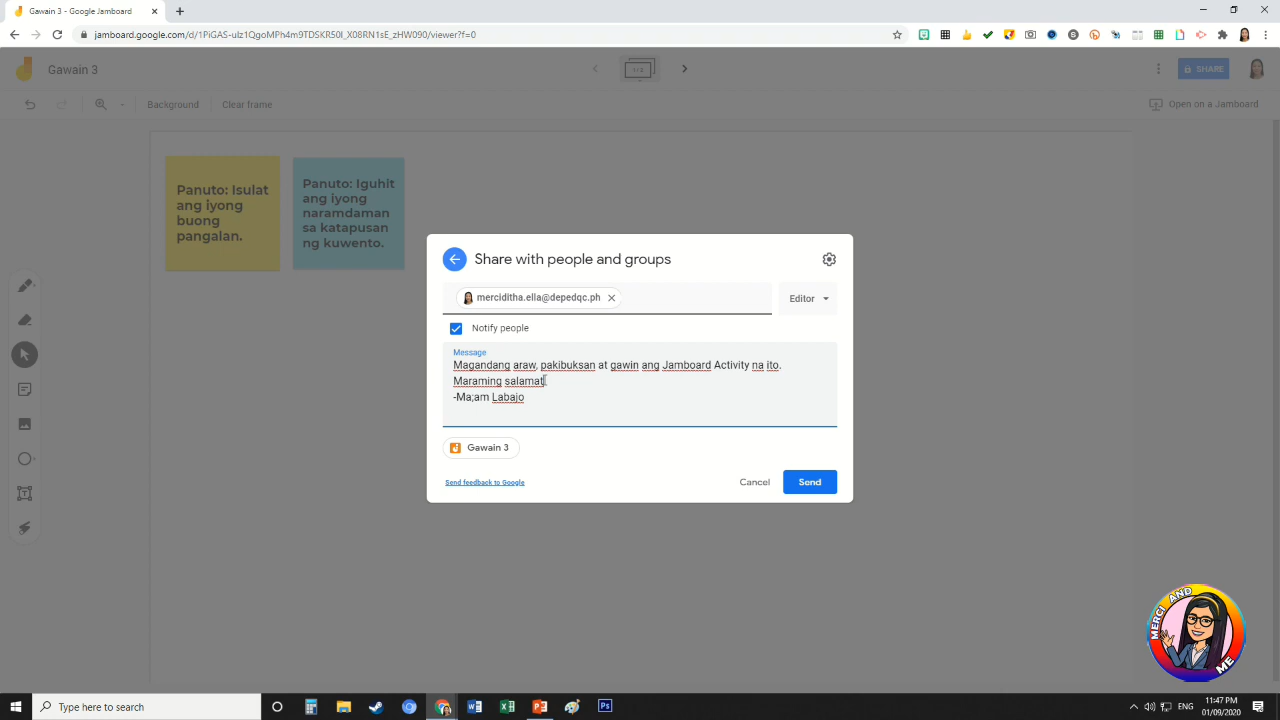 Gawain 3 - Google Jamboard
jamboard.google.com/d/1PiGAS-ulz1QgoMPh4m9TDSKR50I_X08RN1sE_zHW090/viewer?f=0
Gawain 3
1/2
SHARE
Background
Clear frame
Open on a Jamboard
Panuto: Isulat
ang iyong
buong
pangalan.
Panuto: Iguhit
ang iyong
naramdaman
sa katapusan
ng kuwento.
Share with people and groups
merciditha.ella@depedqc.ph
Editor
Notify people
Message
Magandang araw, pakibuksan at gawin ang Jamboard Activity na ito.
Maraming salamat
-Ma;am Labajo
Gawain 3
Send feedback to Google
Cancel
Send
MERCI AND ME
Type here to search
ENG
11:47 PM
01/09/2020